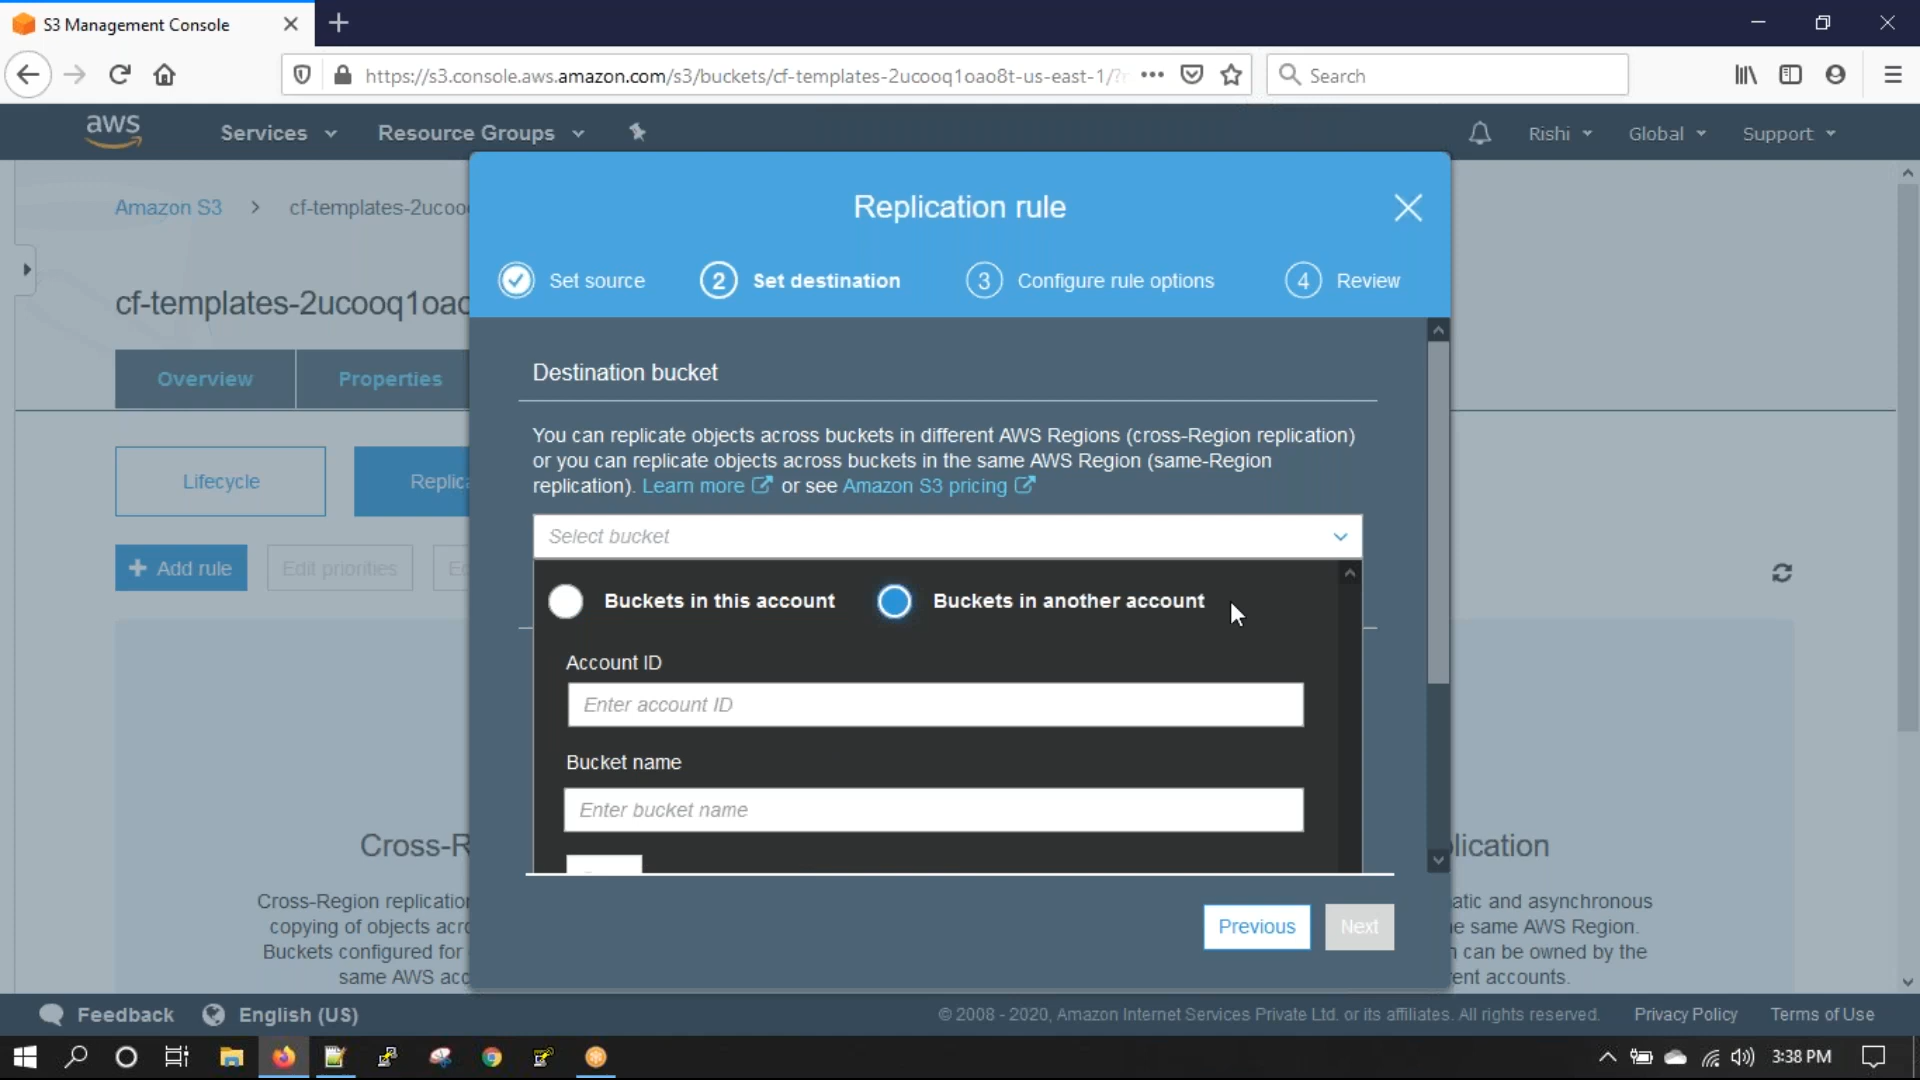 S3 Management Console
https://s3.console.aws.amazon.com/s3/buckets/cf-templates-2ucooq1oao8t-us-east-1/?
Search
aws
Services
Resource Groups
Rishi
Global
Support
Amazon S3 > cf-templates-2ucoo
cf-templates-2ucooq1oao
Overview
Properties
Lifecycle
Replica
+ Add rule
Edit priorities
Replication rule
Set source
2 Set destination
3 Configure rule options
4 Review
Destination bucket
You can replicate objects across buckets in different AWS Regions (cross-Region replication)
or you can replicate objects across buckets in the same AWS Region (same-Region
replication). Learn more or see Amazon S3 pricing
Select bucket
Buckets in this account
Buckets in another account
Account ID
Enter account ID
Bucket name
Enter bucket name
Previous
Next
Cross-R
Cross-Region replication
copying of objects acro
Buckets configured for
same AWS acc
lication
atic and asynchronous
e same AWS Region.
can be owned by the
ent accounts.
Feedback
English (US)
© 2008 - 2020, Amazon Internet Services Private Ltd. or its affiliates. All rights reserved.
Privacy Policy
Terms of Use
3:38 PM